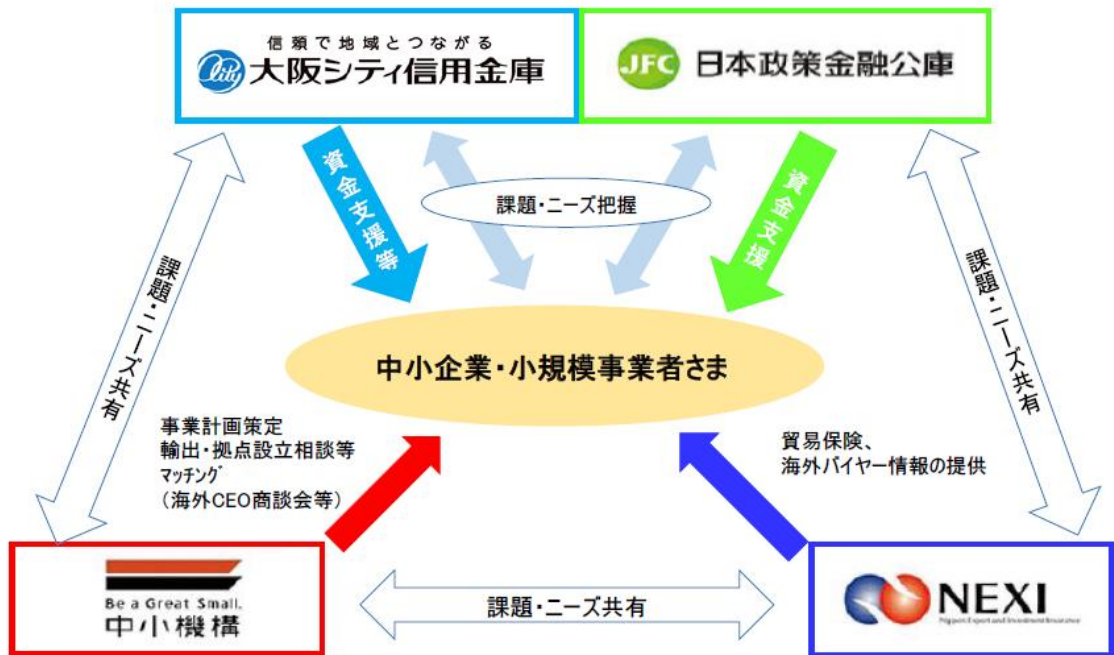 信頼で地域とつながる
City 大阪シティ信用金庫
JFC 日本政策金融公庫
資金支援等
課題・ニーズ把握
資金支援
課題・ニーズ共有
課題・ニーズ共有
中小企業・小規模事業者さま
事業計画策定
輸出・拠点設立相談等
ﾏｯﾁﾝｸﾞ
（海外CEO商談会等）
貿易保険、
海外バイヤー情報の提供
Be a Great Small.
中小機構
課題・ニーズ共有
NEXI
Nippon Export and Investment Insurance